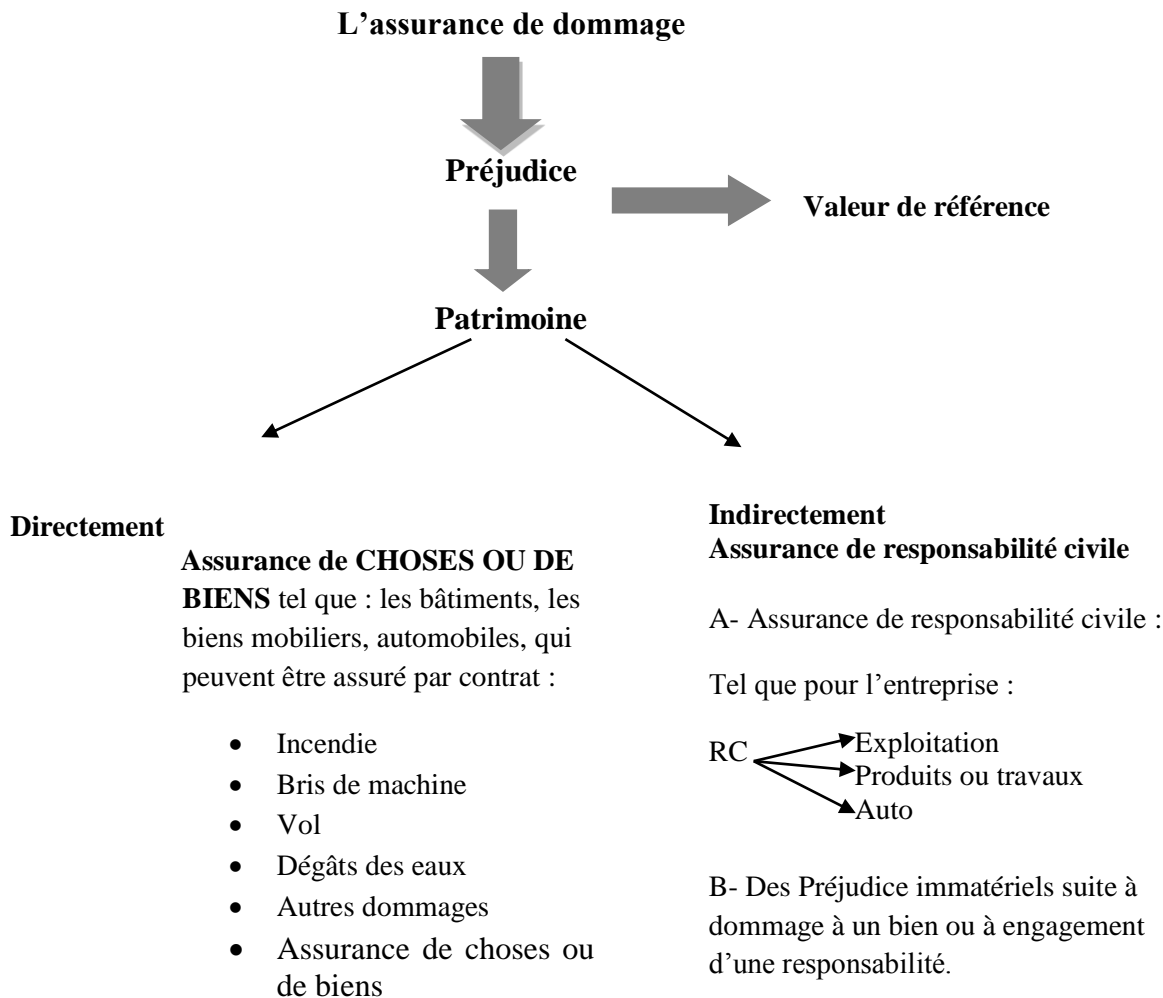 L'assurance de dommage
Préjudice
Valeur de référence
Patrimoine
Directement
Assurance de CHOSES OU DE
BIENS tel que : les bâtiments, les
biens mobiliers, automobiles, qui
peuvent être assuré par contrat :
• Incendie
• Bris de machine
• Vol
• Dégâts des eaux
• Autres dommages
• Assurance de choses ou
de biens
Indirectement
Assurance de responsabilité civile
A- Assurance de responsabilité civile :
Tel que pour l'entreprise :
RC
Exploitation
Produits ou travaux
Auto
B- Des Préjudice immatériels suite à
dommage à un bien ou à engagement
d'une responsabilité.